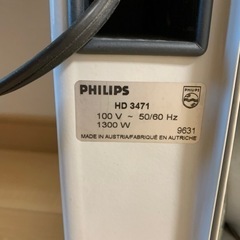 PHILIPS
HD 3471
100 V ~ 50/60 Hz
1300 W
9631
MADE IN AUSTRIA/FABRIQUÉ EN AUTRICHE